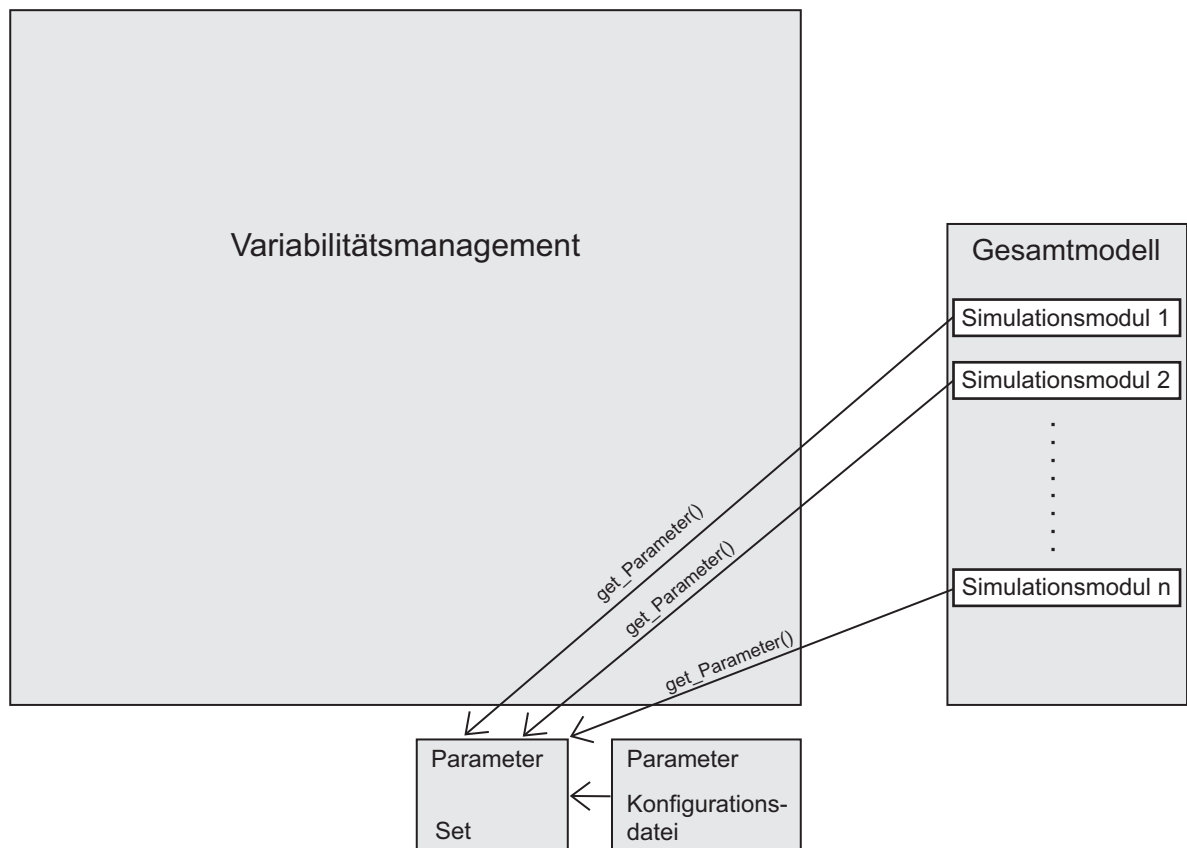 Variabilitätsmanagement
Gesamtmodell
Simulationsmodul 1
Simulationsmodul 2
Simulationsmodul n
get_Parameter()
get_Parameter()
get_Parameter()
Parameter
Set
Parameter
Konfigurations-
datei